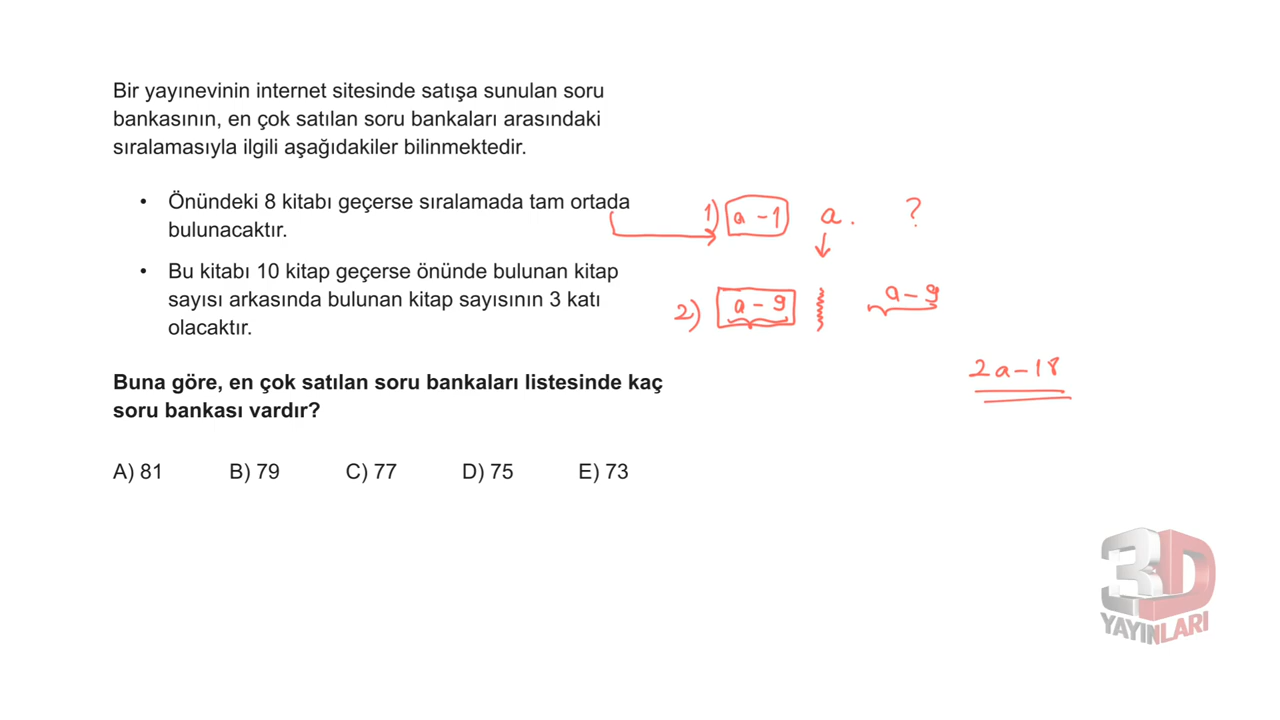 Bir yayınevinin internet sitesinde satışa sunulan soru
bankasının, en çok satılan soru bankaları arasındaki
sıralamasıyla ilgili aşağıdakiler bilinmektedir.
• Önündeki 8 kitabı geçerse sıralamada tam ortada
bulunacaktır.
• Bu kitabı 10 kitap geçerse önünde bulunan kitap
sayısı arkasında bulunan kitap sayısının 3 katı
olacaktır.
Buna göre, en çok satılan soru bankaları listesinde kaç
soru bankası vardır?
A) 81 B) 79 C) 77 D) 75 E) 73
1) a - 1 a. ?
2) a - 9 a - 9
2a - 18
3D
YAYINLARI